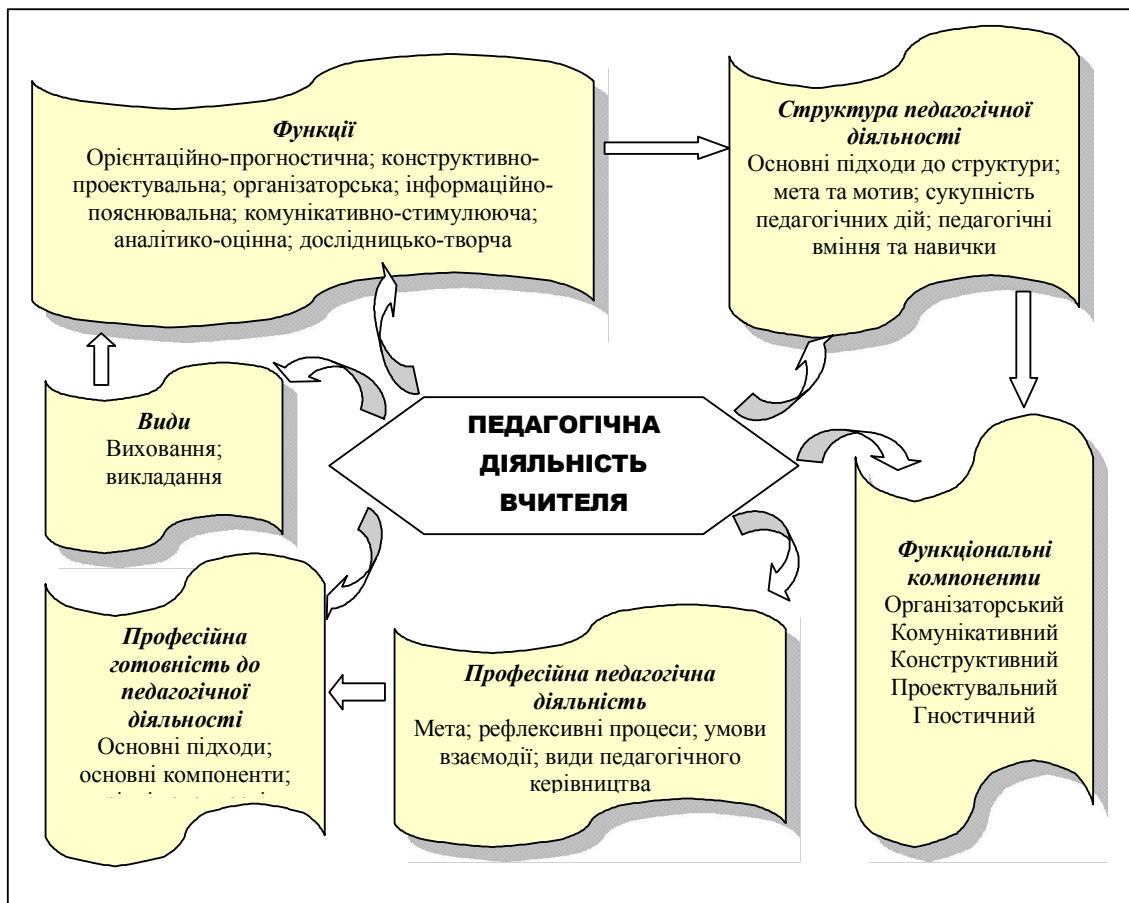 Функції
Орієнтаційно-прогностична; конструктивно-
проектувальна; організаторська; інформаційно-
пояснювальна; комунікативно-стимулююча;
аналітико-оцінна; дослідницько-творча
Структура педагогічної
діяльності
Основні підходи до структури;
мета та мотив; сукупність
педагогічних дій; педагогічні
вміння та навички
Види
Виховання;
викладання
ПЕДАГОГІЧНА
ДІЯЛЬНІСТЬ
ВЧИТЕЛЯ
Функціональні
компоненти
Організаторський
Комунікативний
Конструктивний
Проектувальний
Гностичний
Професійна
готовність до
педагогічної
діяльності
Основні підходи;
основні компоненти;
Професійна педагогічна
діяльність
Мета; рефлексивні процеси; умови
взаємодії; види педагогічного
керівництва